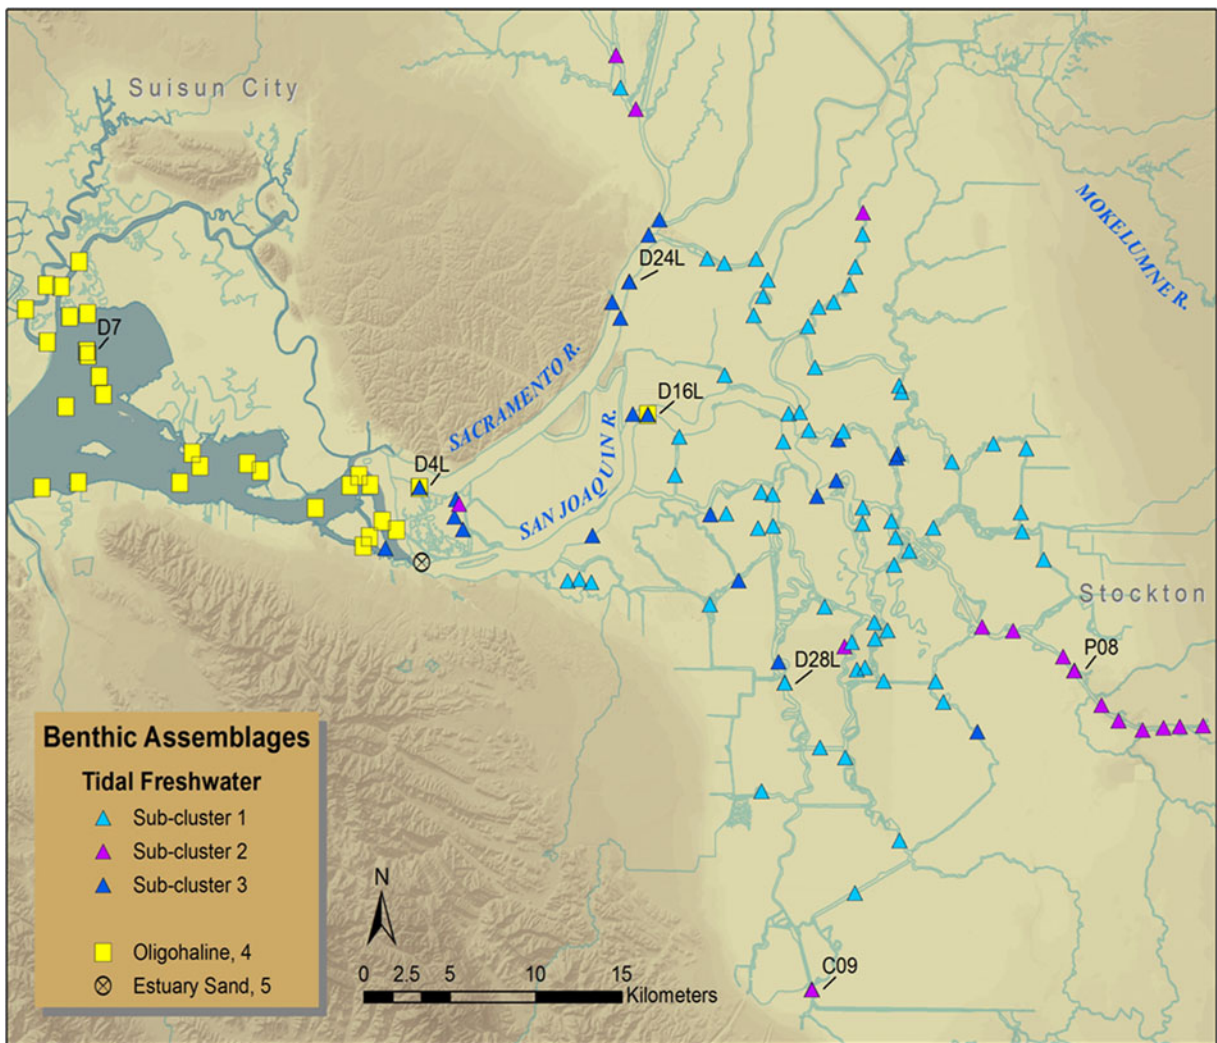 Suisun City
MOKELUMNE R.
D24L
D7
SACRAMENTO R.
D16L
SAN JOAQUIN R.
D4L
Stockton
D28L
P08
Benthic Assemblages
Tidal Freshwater
Sub-cluster 1
Sub-cluster 2
Sub-cluster 3
Oligohaline, 4
Estuary Sand, 5
N
0 2.5 5 10 15
Kilometers
C09